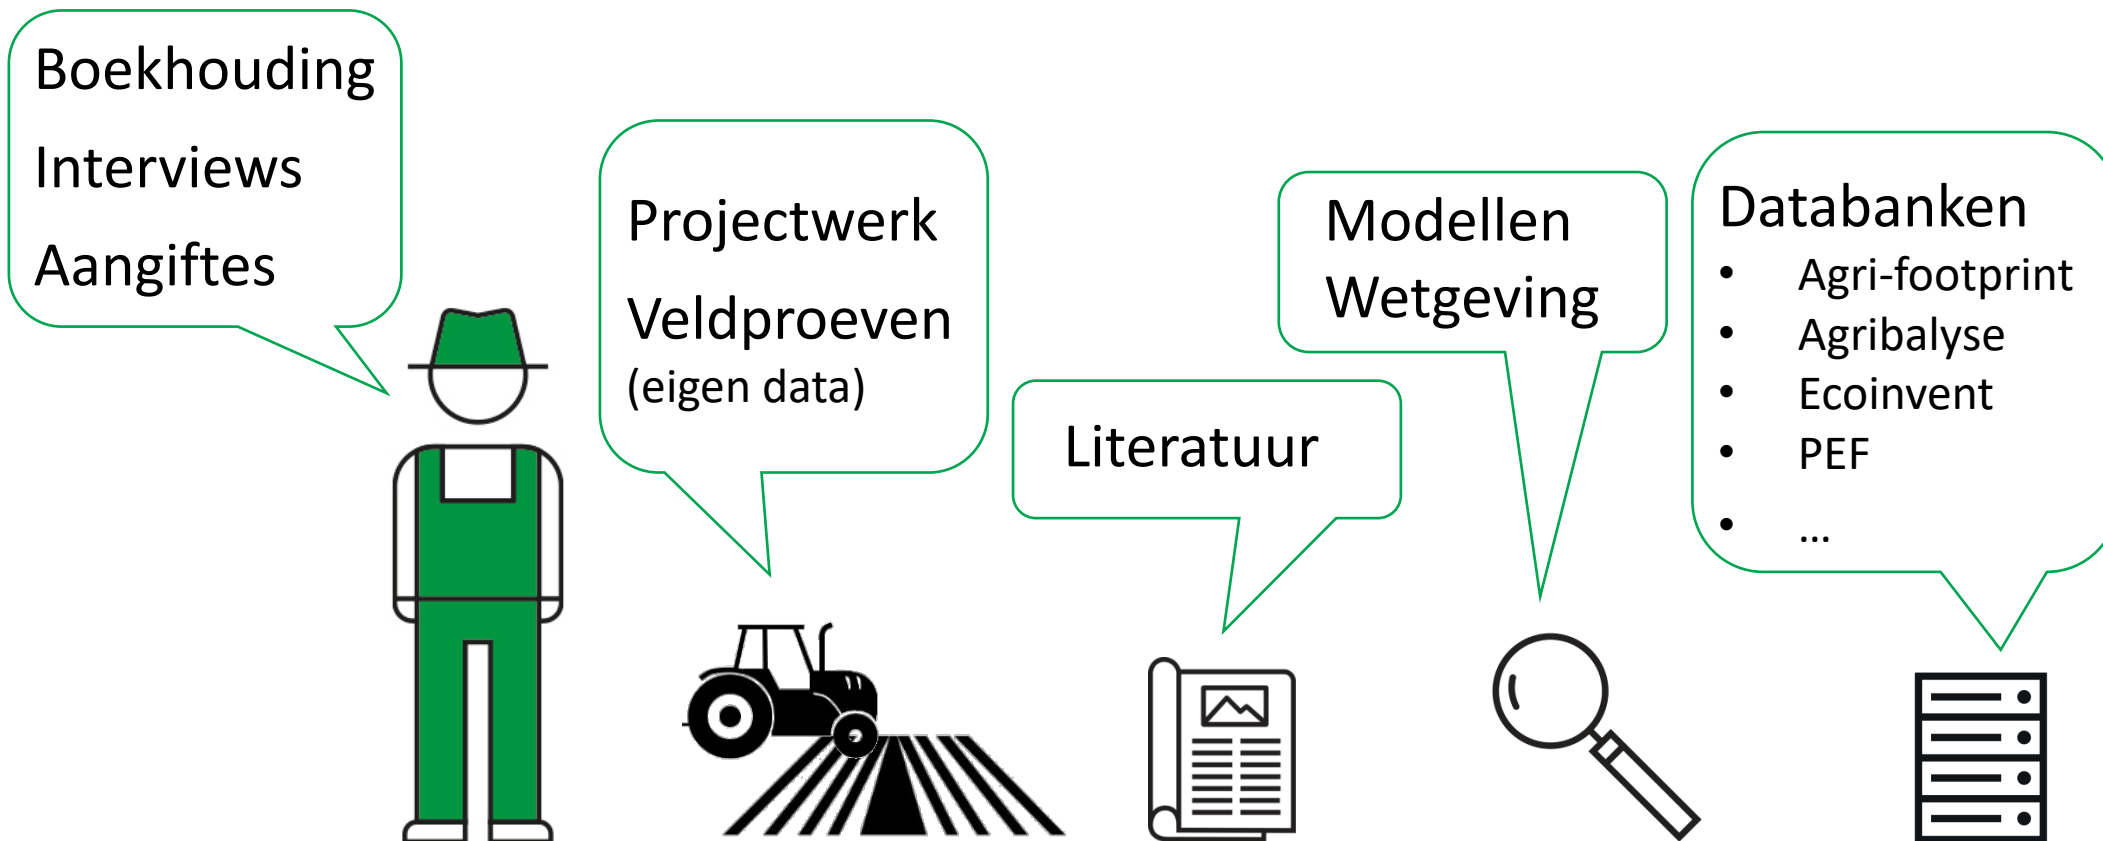 Boekhouding
Interviews
Aangiftes
Projectwerk
Veldproeven
(eigen data)
Literatuur
Modellen
Wetgeving
Databanken
• Agri-footprint
• Agribalyse
• Ecoinvent
• PEF
• ...